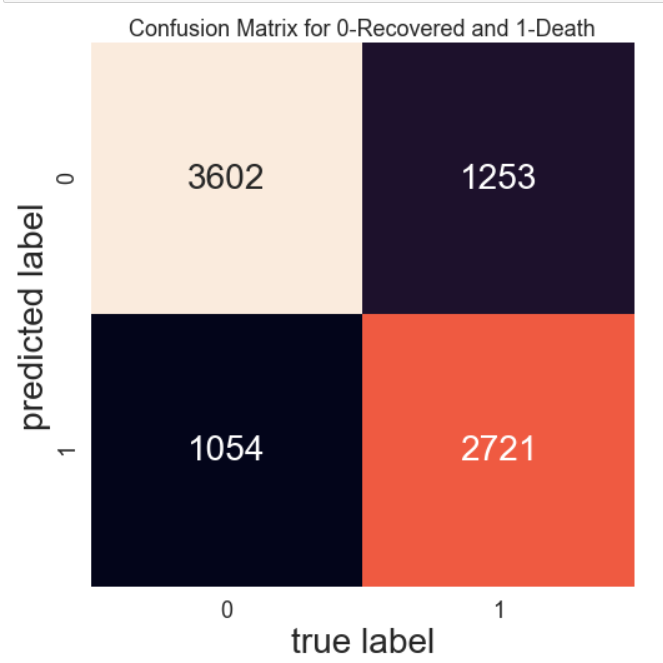 Confusion Matrix for 0-Recovered and 1-Death
predicted label
0
3602 1253
1
1054 2721
0 1
true label